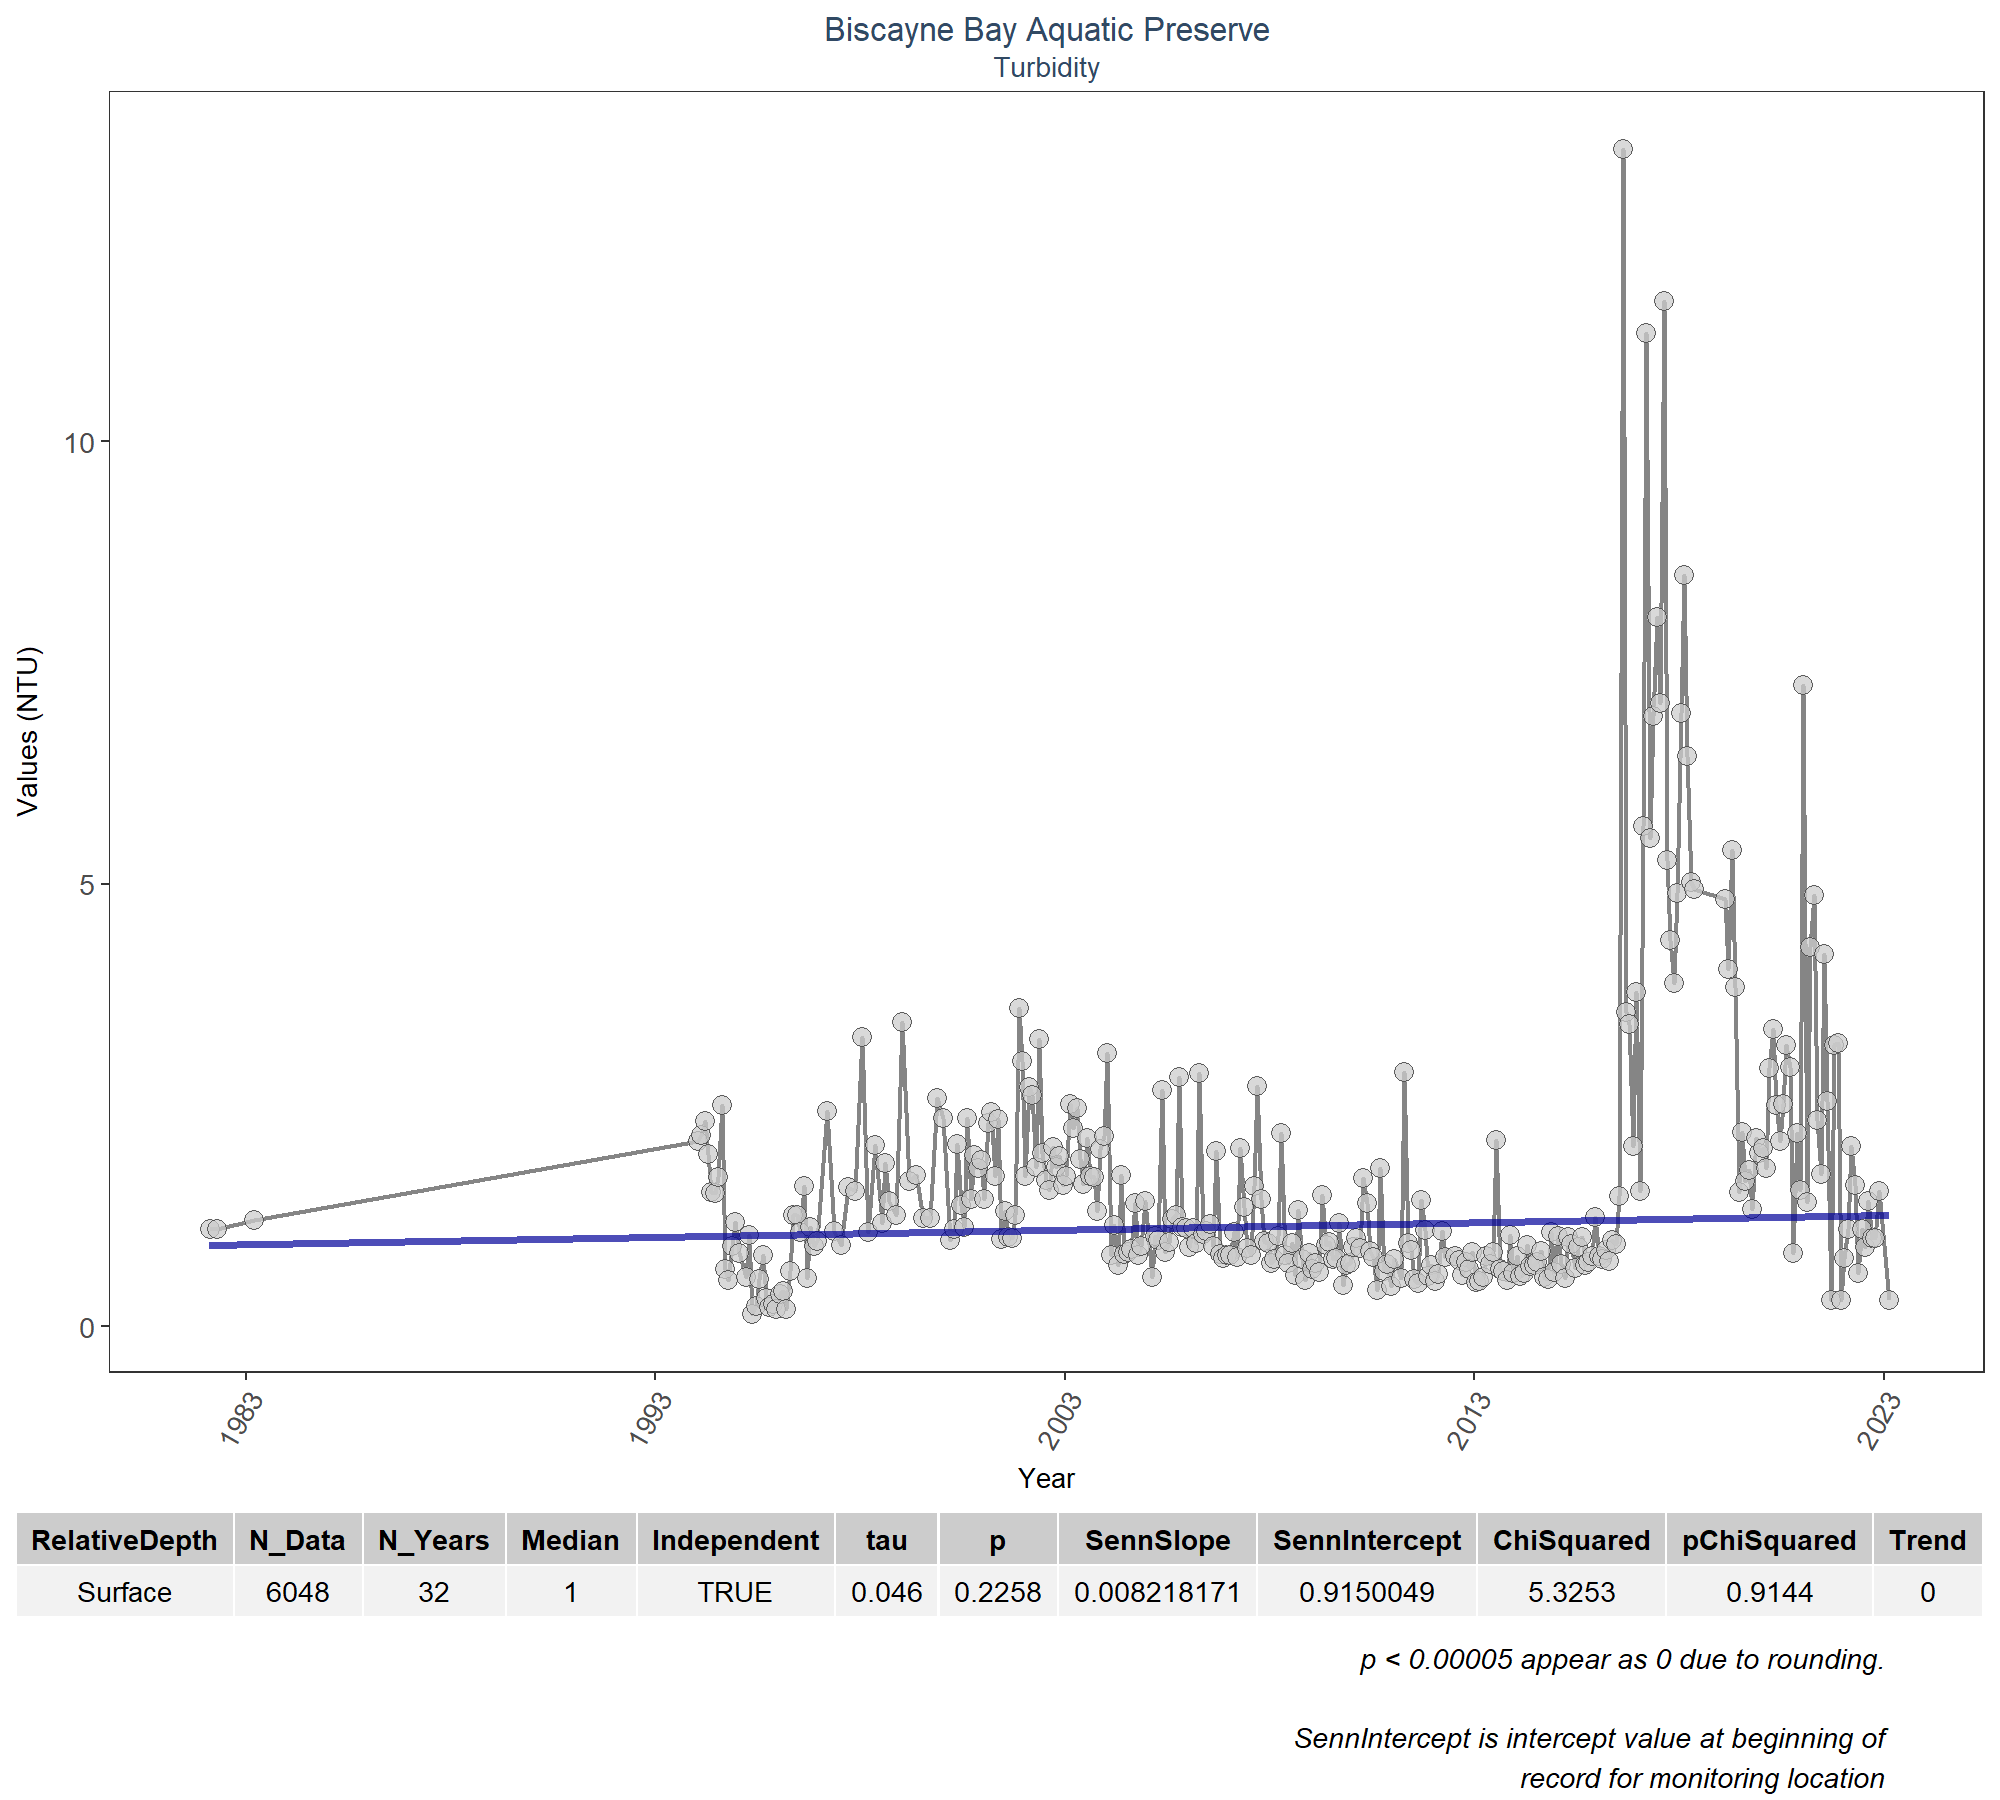 Biscayne Bay Aquatic Preserve
Turbidity
10
5
0
Values (NTU)
1983
1993
2003
2013
2023
Year
RelativeDepth N_Data N_Years Median Independent tau p SennSlope SennIntercept ChiSquared pChiSquared Trend
Surface 6048 32 1 TRUE 0.046 0.2258 0.008218171 0.9150049 5.3253 0.9144 0
p < 0.00005 appear as 0 due to rounding.
SennIntercept is intercept value at beginning of
record for monitoring location